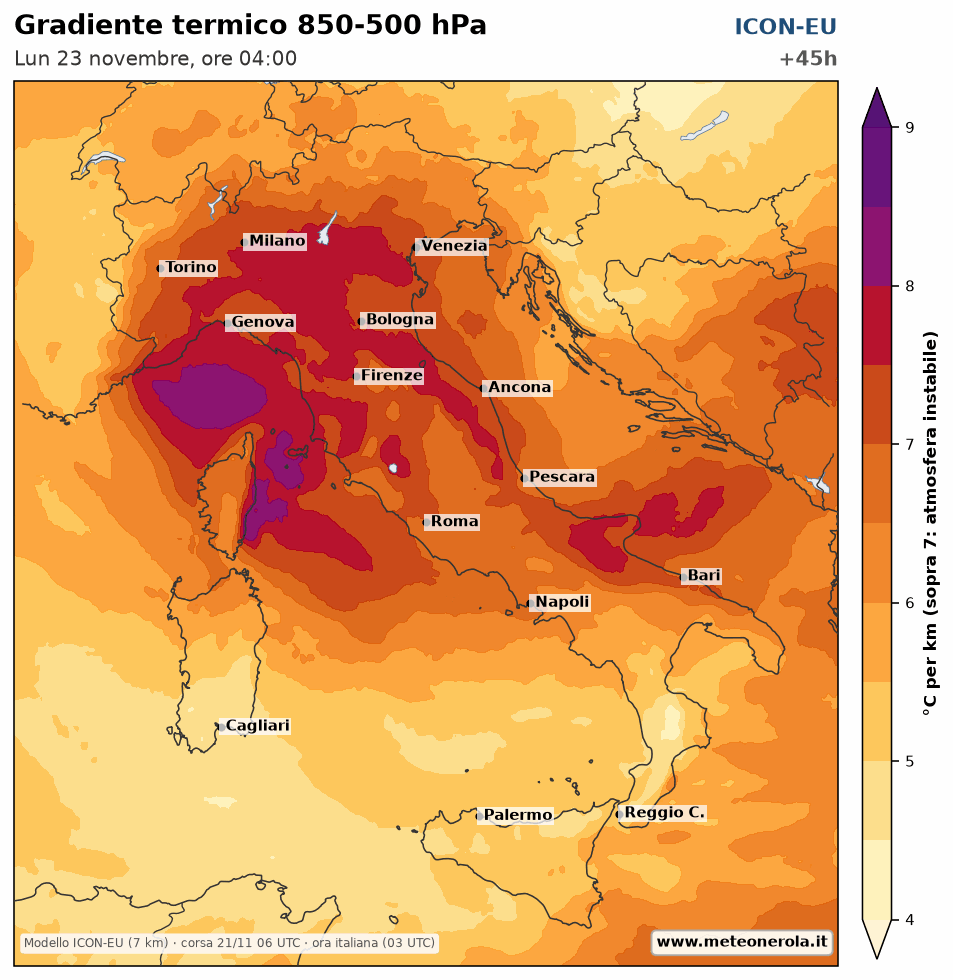 Gradiente termico 850-500 hPa
ICON-EU
Lun 23 novembre, ore 04:00
+45h
Milano
Venezia
Torino
Genova
Bologna
Firenze
Ancona
Pescara
Roma
Bari
Napoli
Cagliari
Palermo
Reggio C.
9
8
7
6
5
4
°C per km (sopra 7: atmosfera instabile)
Modello ICON-EU (7 km) · corsa 21/11 06 UTC · ora italiana (03 UTC)
www.meteonerola.it